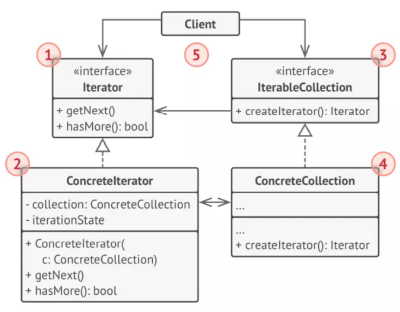 Client
1
5
3
«interface»
Iterator
+ getNext()
+ hasMore(): bool
«interface»
IterableCollection
+ createIterator(): Iterator
2
4
ConcreteIterator
- collection: ConcreteCollection
- iterationState
+ ConcreteIterator(
c: ConcreteCollection)
+ getNext()
+ hasMore(): bool
ConcreteCollection
...
...
+ createIterator(): Iterator